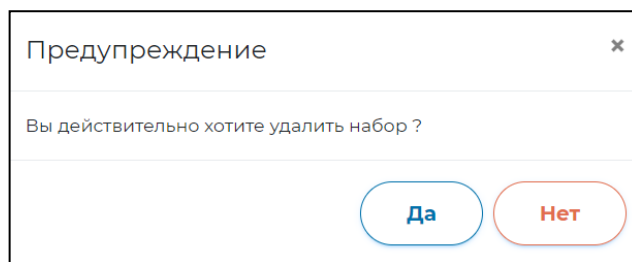 Предупреждение
Вы действительно хотите удалить набор ?
Да Нет